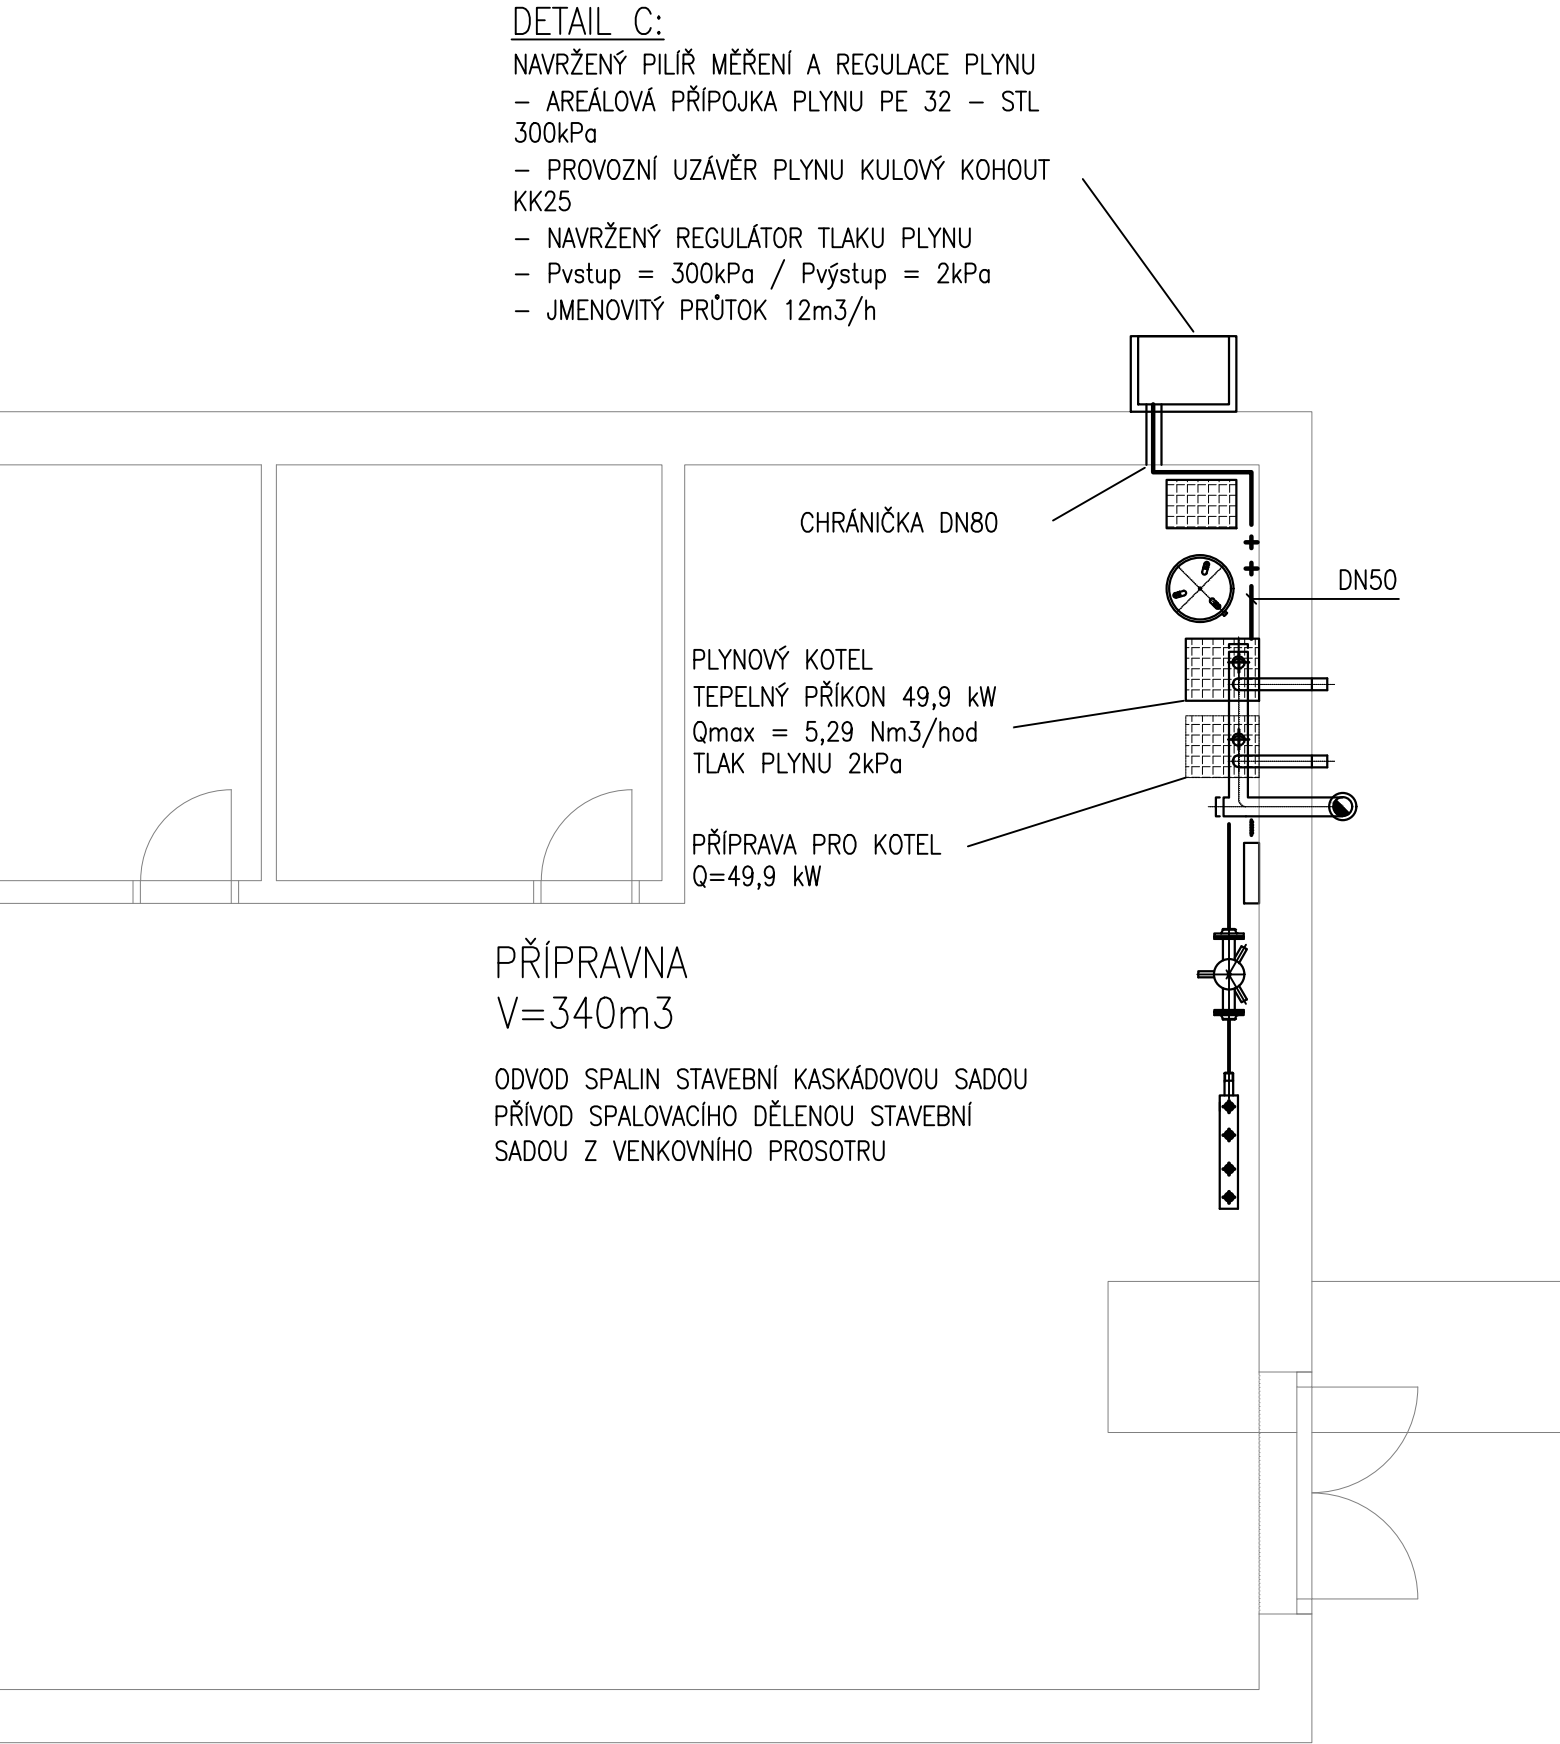 DETAIL C:
NAVRŽENÝ PILÍŘ MĚŘENÍ A REGULACE PLYNU
– AREÁLOVÁ PŘÍPOJKA PLYNU PE 32 – STL
300kPa
– PROVOZNÍ UZÁVĚR PLYNU KULOVÝ KOHOUT
KK25
– NAVRŽENÝ REGULÁTOR TLAKU PLYNU
– Pvstup = 300kPa / Pvýstup = 2kPa
– JMENOVITÝ PRŮTOK 12m3/h
CHRÁNIČKA DN80
DN50
PLYNOVÝ KOTEL
TEPELNÝ PŘÍKON 49,9 kW
Qmax = 5,29 Nm3/hod
TLAK PLYNU 2kPa
PŘÍPRAVA PRO KOTEL
Q=49,9 kW
PŘÍPRAVNA
V=340m3
ODVOD SPALIN STAVEBNÍ KASKÁDOVOU SADOU
PŘÍVOD SPALOVACÍHO DĚLENOU STAVEBNÍ
SADOU Z VENKOVNÍHO PROSOTRU